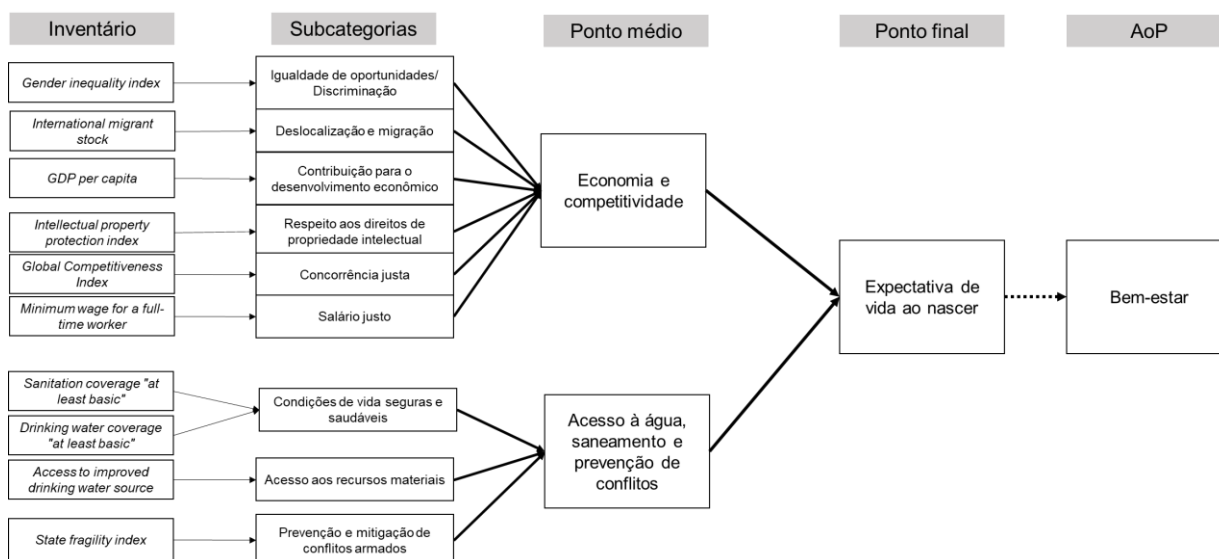 Inventário
Subcategorias
Ponto médio
Ponto final
AoP
Gender inequality index
Igualdade de oportunidades/
Discriminação
International migrant
stock
Deslocalização e migração
GDP per capita
Contribuição para o
desenvolvimento econômico
Intellectual property
protection index
Respeito aos direitos de
propriedade intelectual
Global Competitiveness
Index
Concorrência justa
Minimum wage for a full-
time worker
Salário justo
Economia e
competitividade
Sanitation coverage "at
least basic"
Drinking water coverage
"at least basic"
Condições de vida seguras e
saudáveis
Access to improved
drinking water source
Acesso aos recursos materiais
State fragility index
Prevenção e mitigação de
conflitos armados
Acesso à água,
saneamento e
prevenção de
conflitos
Expectativa de
vida ao nascer
Bem-estar